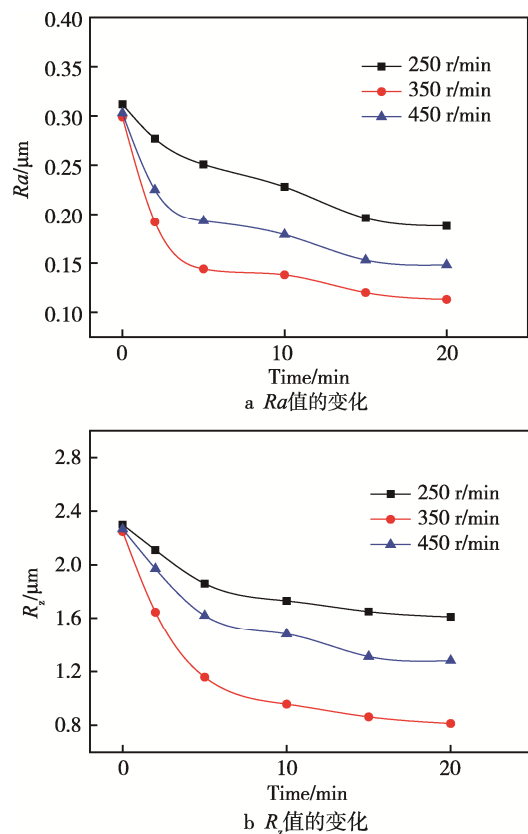 0.40
0.35
0.30
0.25
0.20
0.15
0.10
Ra/μm
250 r/min
350 r/min
450 r/min
0 10 20
Time/min
a Ra值的变化
2.8
2.4
2.0
1.6
1.2
0.8
Rz/μm
250 r/min
350 r/min
450 r/min
0 10 20
Time/min
b Rz值的变化